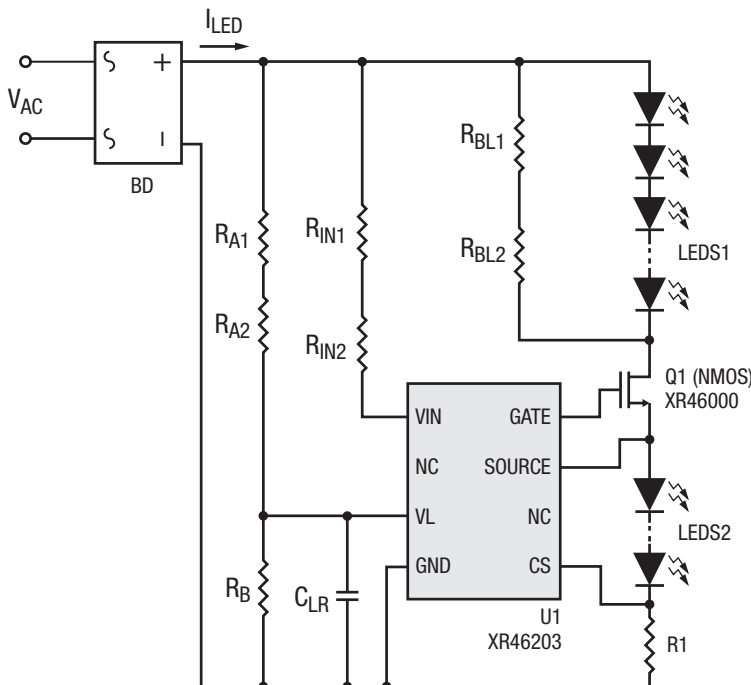 I_LED
V_AC
+
BD
R_A1
R_A2
R_IN1
R_IN2
R_BL1
R_BL2
LEDS1
Q1 (NMOS)
XR46000
VIN
GATE
NC
SOURCE
VL
NC
GND
CS
LEDS2
R_B
C_LR
U1
XR46203
R1